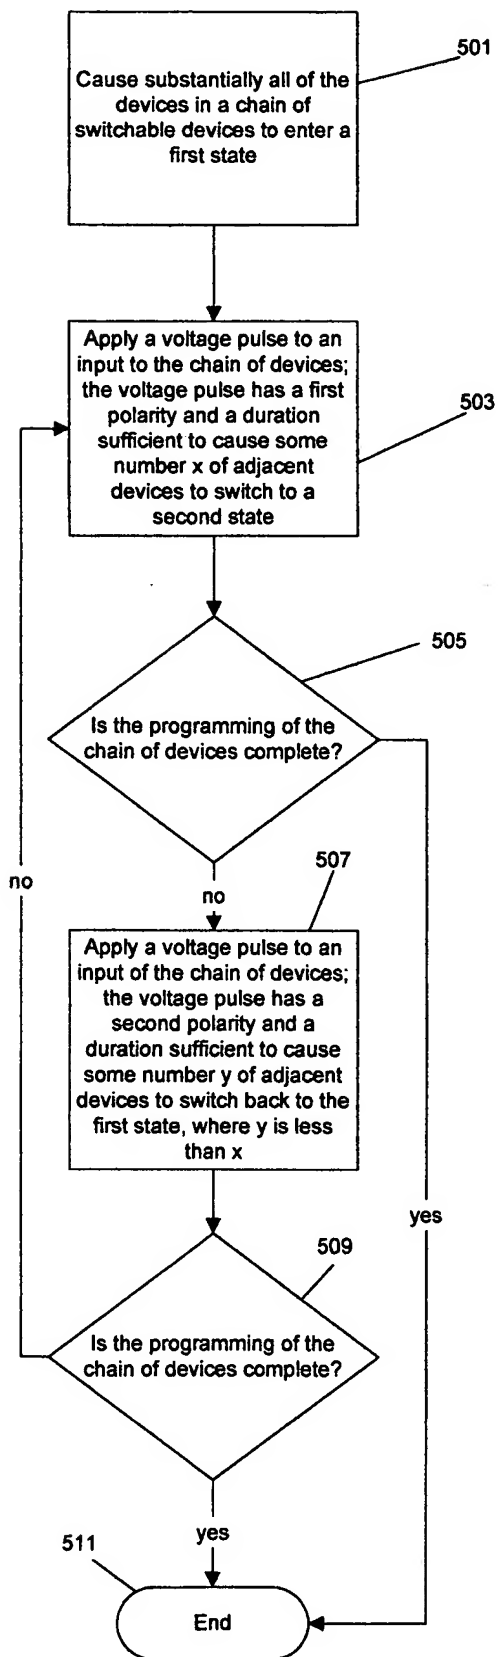 501
Cause substantially all of the
devices in a chain of
switchable devices to enter a
first state
Apply a voltage pulse to an
input to the chain of devices;
the voltage pulse has a first
polarity and a duration
sufficient to cause some
number x of adjacent
devices to switch to a
second state
503
505
Is the programming of the
chain of devices complete?
no
no
507
Apply a voltage pulse to an
input of the chain of devices;
the voltage pulse has a
second polarity and a
duration sufficient to cause
some number y of adjacent
devices to switch back to the
first state, where y is less
than x
yes
509
Is the programming of the
chain of devices complete?
yes
511
End